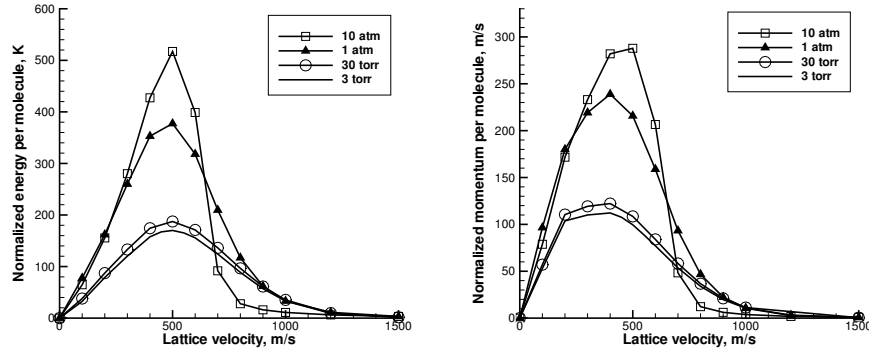 600
500
400
300
200
100
0
Normalized energy per molecule, K
10 atm
1 atm
30 torr
3 torr
0
500
1000
1500
Lattice velocity, m/s
300
250
200
150
100
50
0
Normalized momentum per molecule, m/s
10 atm
1 atm
30 torr
3 torr
0
500
1000
1500
Lattice velocity, m/s